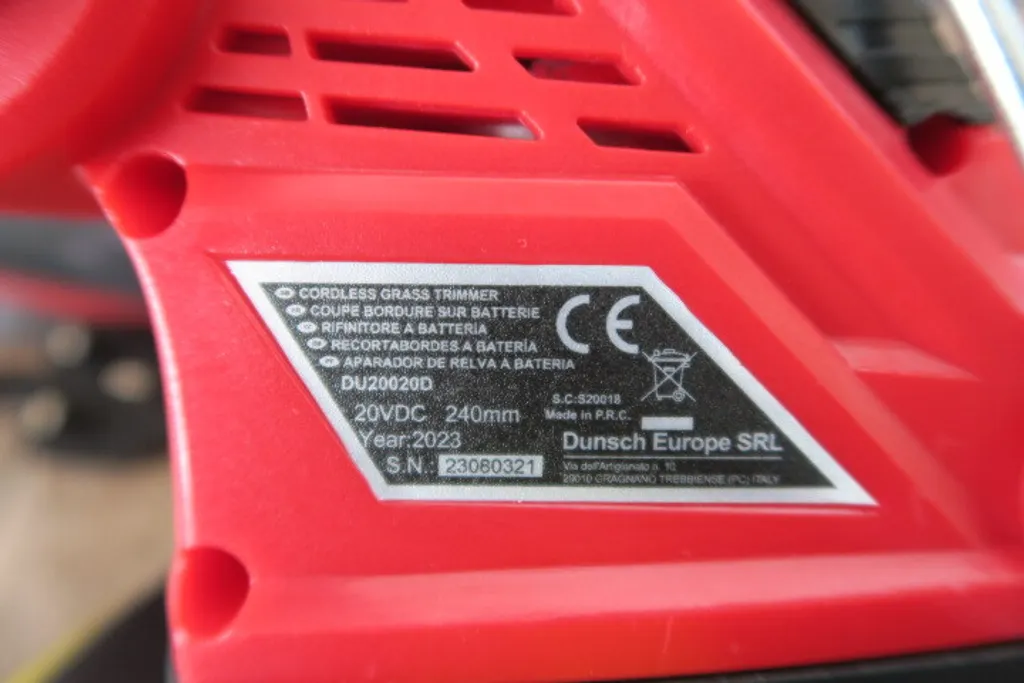 CORDLESS GRASS TRIMMER
COUPE BORDURE SUR BATTERIE
RIFINITORE A BATTERIA
RECORTABORDES A BATERÍA
APARADOR DE RELVA A BATERIA
DU20020D
CE
20VDC 240mm
Year:2023
S.N.: 23080321
S.C:S20018
Made in P.R.C.
Dunsch Europe SRL
Via dell'Artigianato n. 10
29010 GRAGNANO TREBBIENSE (PC) ITALY